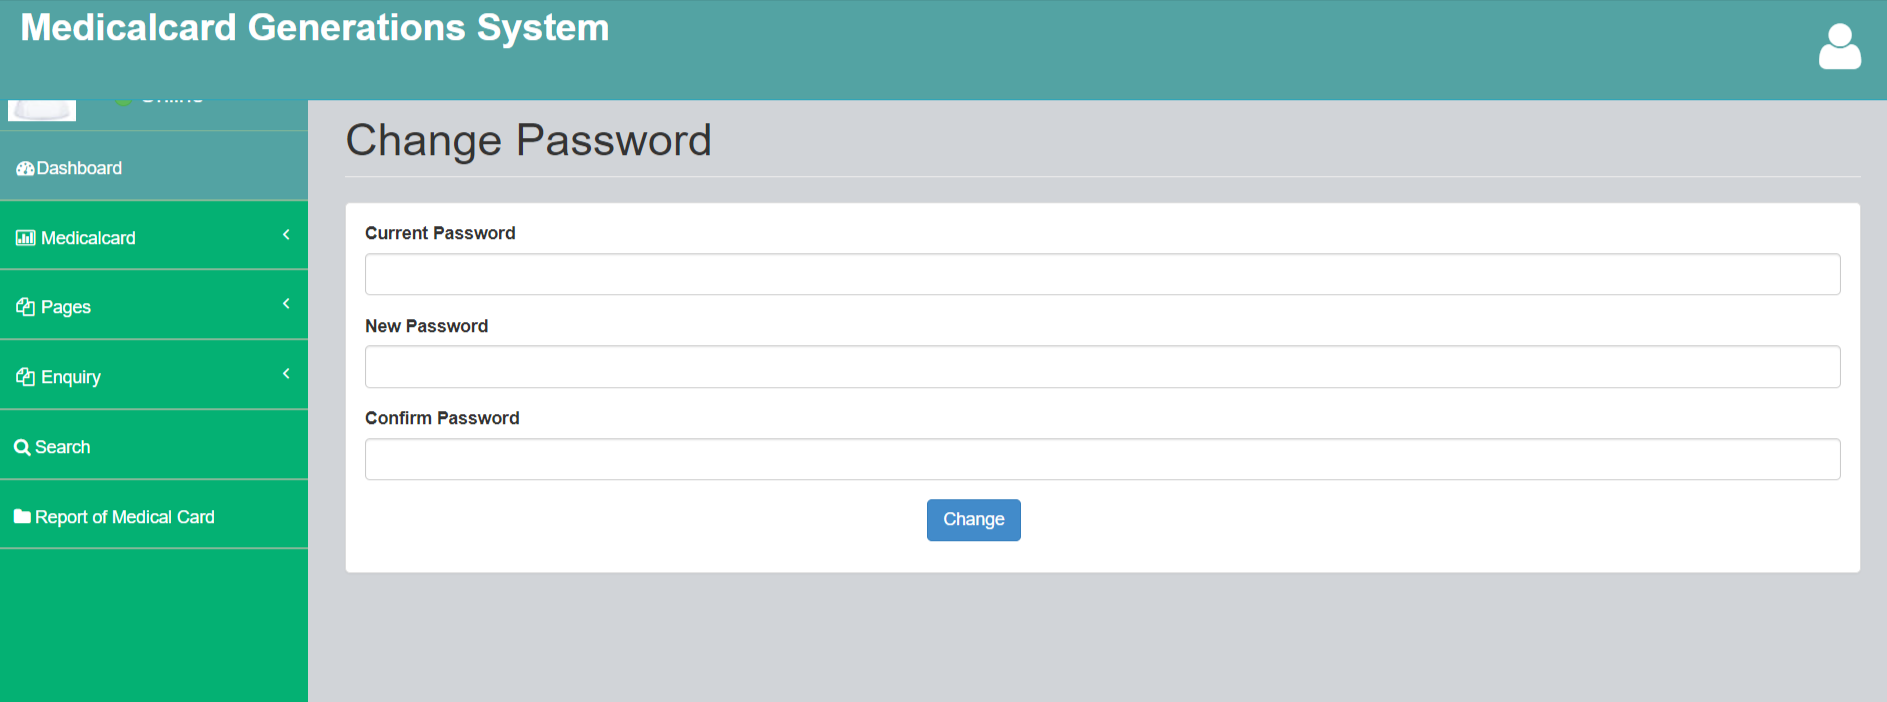 Medicalcard Generations System
Dashboard
Medicalcard
Pages
Enquiry
Search
Report of Medical Card
Change Password
Current Password
New Password
Confirm Password
Change